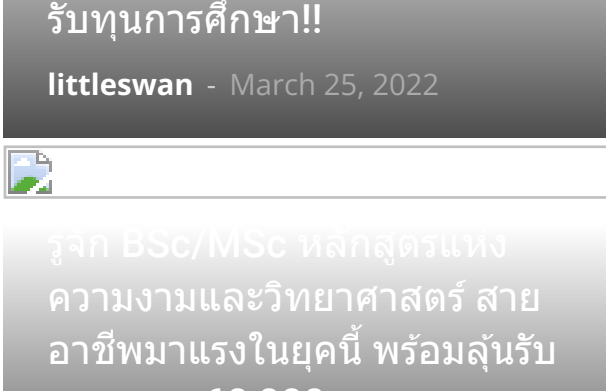 รับทุนการศึกษา!!
littleswan - March 25, 2022
รู้จัก BSc/MSc หลักสูตรแห่ง
ความงามและวิทยาศาสตร์ สาย
อาชีพมาแรงในยุคนี้ พร้อมลุ้นรับ